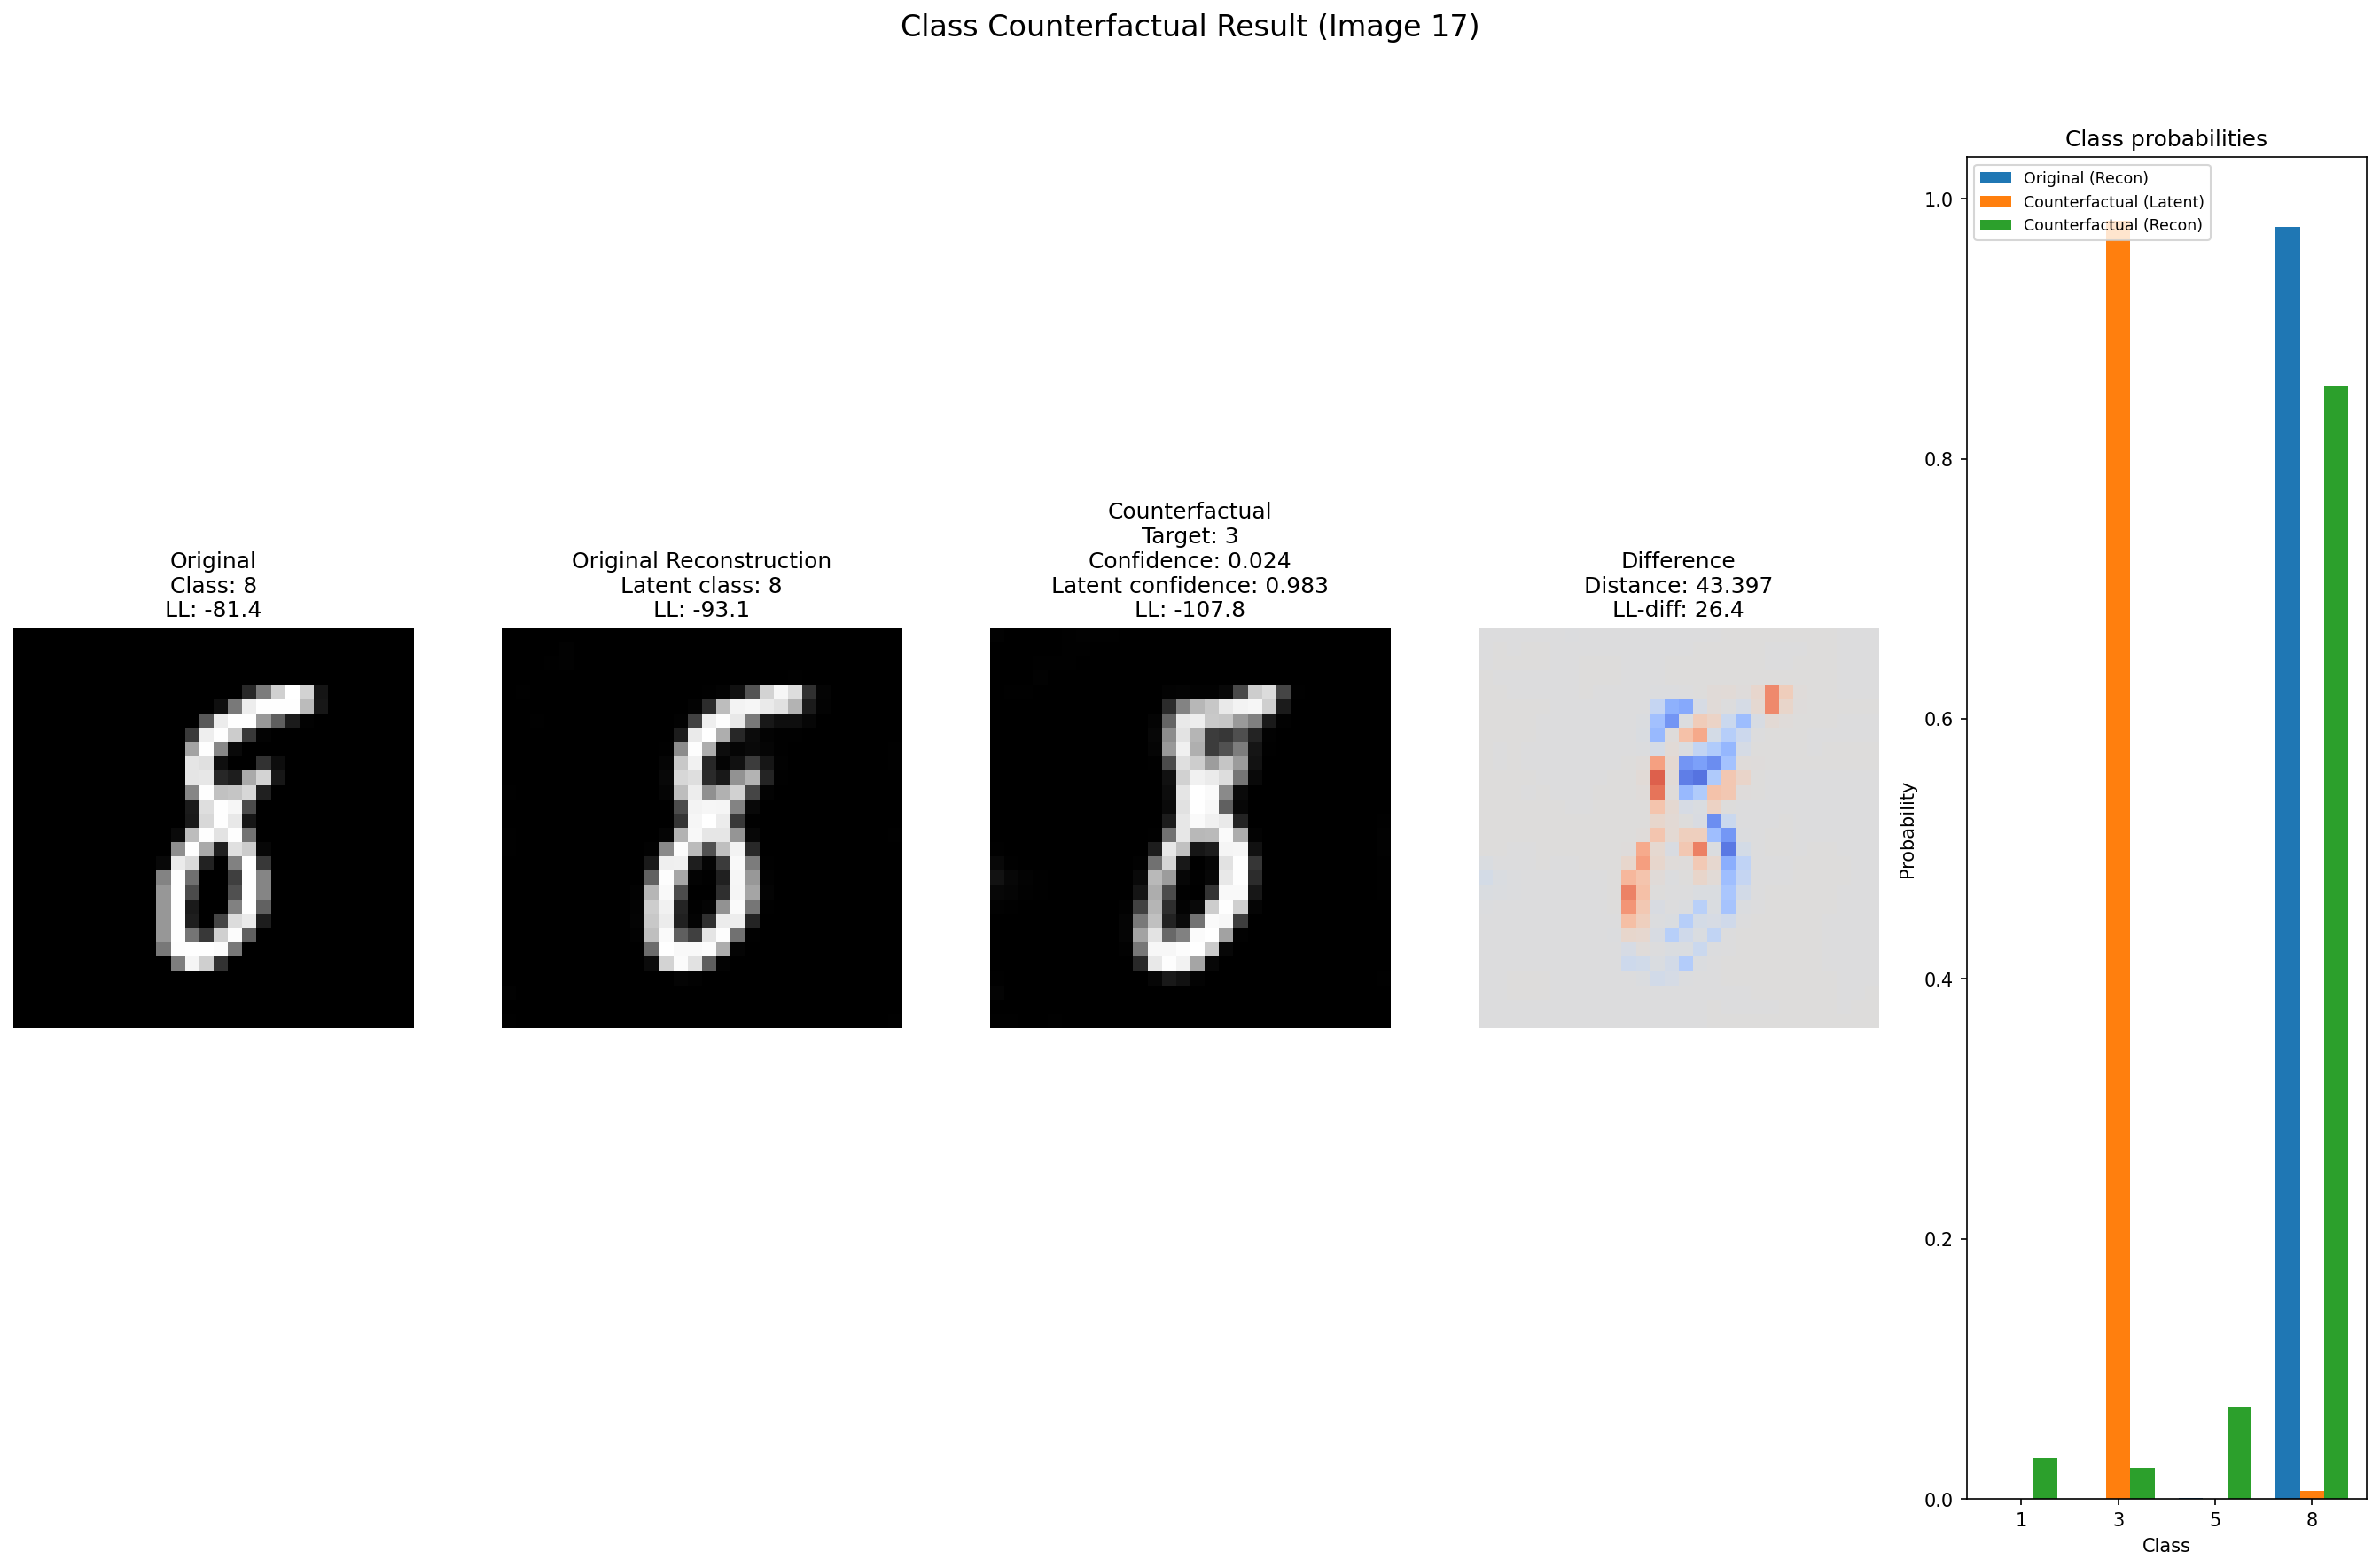 Class Counterfactual Result (Image 17)
Original
Class: 8
LL: -81.4
Original Reconstruction
Latent class: 8
LL: -93.1
Counterfactual
Target: 3
Confidence: 0.024
Latent confidence: 0.983
LL: -107.8
Difference
Distance: 43.397
LL-diff: 26.4
Class probabilities
Original (Recon)
Counterfactual (Latent)
Counterfactual (Recon)
1.0
0.8
0.6
0.4
0.2
0.0
Probability
1 3 5 8
Class